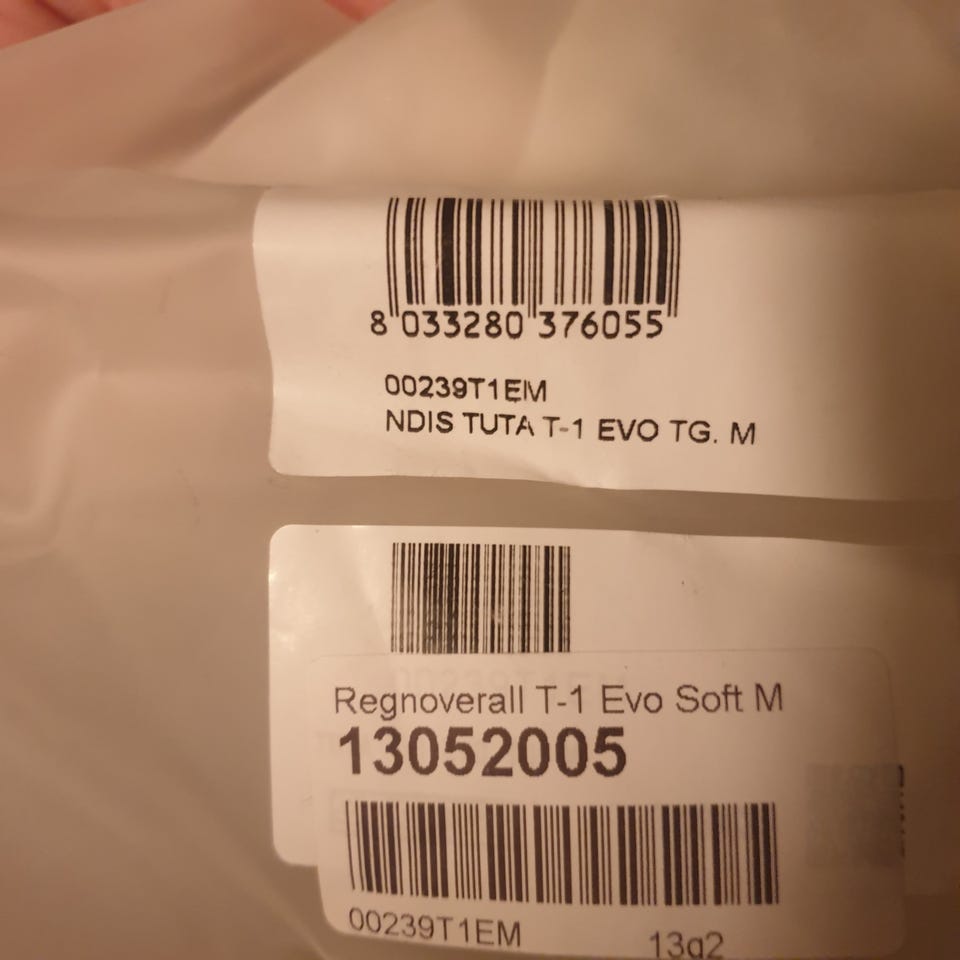 8 033280 376055
00239T1EM
NDIS TUTA T-1 EVO TG. M
Regnoverall T-1 Evo Soft M
13052005
00239T1EM 13g2